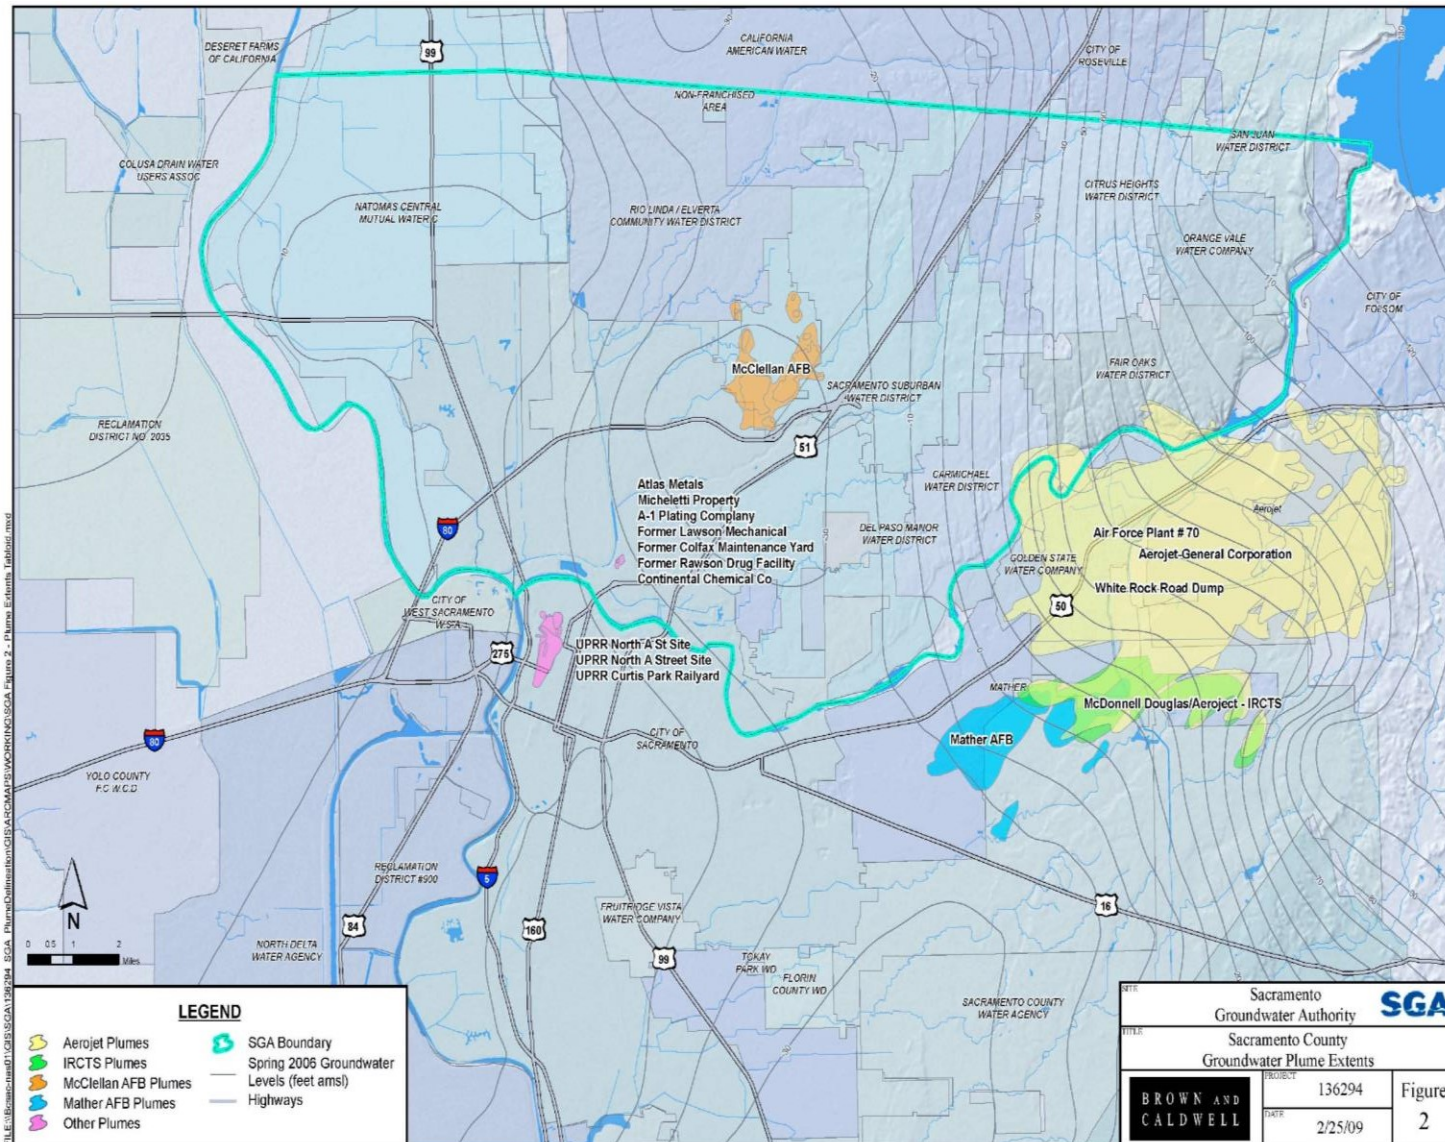 DESERET FARMS
OF CALIFORNIA
99
CALIFORNIA
AMERICAN WATER
CITY OF
ROSEVILLE
NON-FRANCHISED
AREA
SAN JUAN
WATER DISTRICT
COLUSA DRAIN WATER
USERS ASSOC
NATOMAS CENTRAL
MUTUAL WATER C
RIO LINDA / ELVERTA
COMMUNITY WATER DISTRICT
CITRUS HEIGHTS
WATER DISTRICT
ORANGE VALE
WATER COMPANY
CITY OF
FOLSOM
McClellan AFB
FAIR OAKS
WATER DISTRICT
SACRAMENTO SUBURBAN
WATER DISTRICT
RECLAMATION
DISTRICT NO. 2035
51
CARMICHAEL
WATER DISTRICT
Atlas Metals
Micheletti Property
A-1 Plating Complany
Former Lawson Mechanical
Former Colfax Maintenance Yard
Former Rawson Drug Facility
Continental Chemical Co
80
DEL PASO MANOR
WATER DISTRICT
Aerojet
Air Force Plant # 70
Aerojet-General Corporation
GOLDEN STATE
WATER COMPANY
White Rock Road Dump
50
CITY OF
WEST SACRAMENTO
WSA
275
UPRR North A St Site
UPRR North A Street Site
UPRR Curtis Park Railyard
MATHER
McDonnell Douglas/Aeroject - IRCTS
Mather AFB
CITY OF
SACRAMENTO
80
YOLO COUNTY
F.C.W.C.D
RECLAMATION
DISTRICT #900
5
84
160
99
16
FRUITRIDGE VISTA
WATER COMPANY
NORTH DELTA
WATER AGENCY
TOKAY
PARK WD
FLORIN
COUNTY WD
SACRAMENTO COUNTY
WATER AGENCY
N
0 0.5 1 2
Miles
LEGEND
Aerojet Plumes
IRCTS Plumes
McClellan AFB Plumes
Mather AFB Plumes
Other Plumes
SGA Boundary
Spring 2006 Groundwater
Levels (feet amsl)
Highways
SITE
Sacramento
Groundwater Authority
SGA
TITLE
Sacramento County
Groundwater Plume Extents
BROWN AND
CALDWELL
PROJECT
136294
DATE
2/25/09
Figure
2